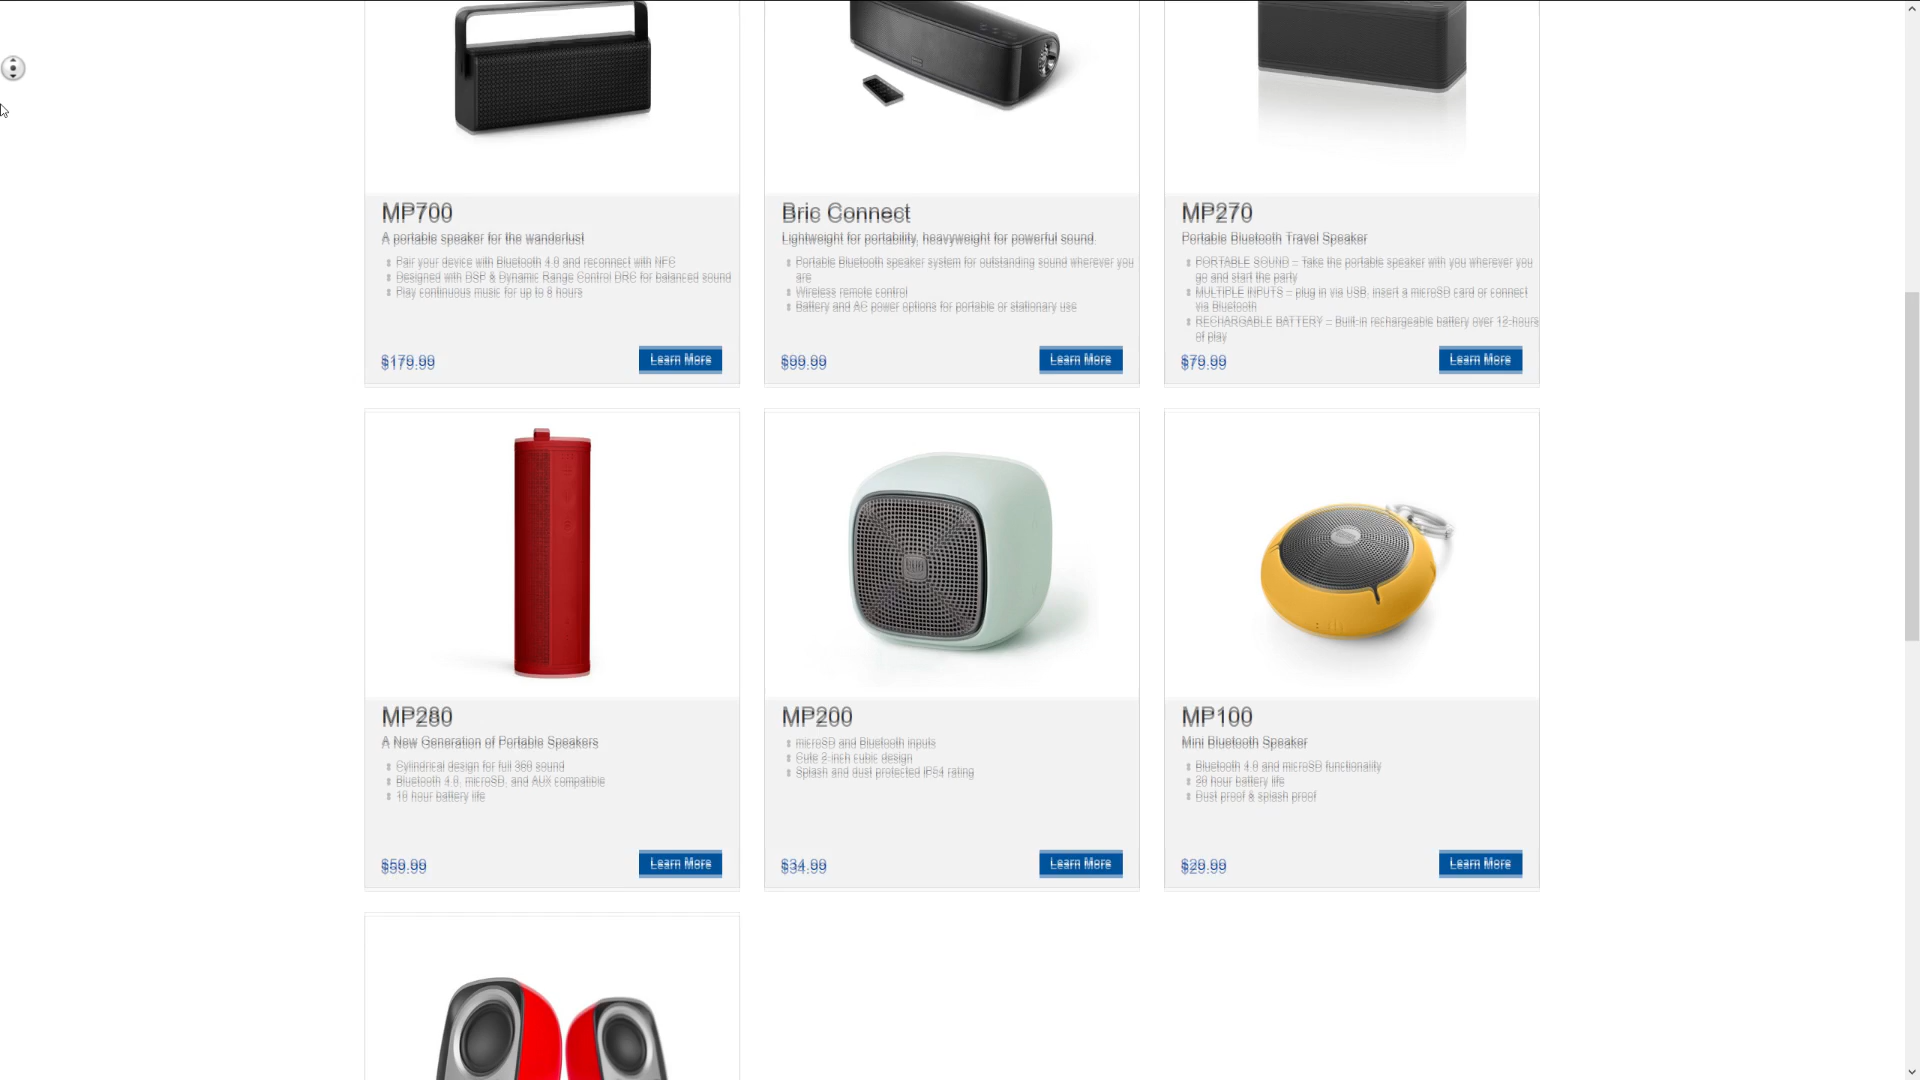 MP700
A portable speaker for the wanderlust
Pair your device with Bluetooth 4.0 and reconnect with NFC
Designed with DSP & Dynamic Range Control DRC for balanced sound
Play continuous music for up to 8 hours
$179.99
Learn More
Bric Connect
Lightweight for portability, heavyweight for powerful sound.
Portable Bluetooth speaker system for outstanding sound wherever you
are
Wireless remote control
Battery and AC power options for portable or stationary use
$99.99
Learn More
MP270
Portable Bluetooth Travel Speaker
PORTABLE SOUND – Take the portable speaker with you wherever you
go and start the party
MULTIPLE INPUTS – plug in via USB, insert a microSD card or connect
via Bluetooth
RECHARGABLE BATTERY – Built-in rechargeable battery over 12-hours
of play
$79.99
Learn More
MP280
A New Generation of Portable Speakers
Cylindrical design for full 360 sound
Bluetooth 4.0, microSD, and AUX compatible
10 hour battery life
$59.99
Learn More
MP200
microSD and Bluetooth inputs
Cute 2-inch cubic design
Splash and dust protected IP54 rating
$34.99
Learn More
MP100
Mini Bluetooth Speaker
Bluetooth 4.0 and microSD functionality
20 hour battery life
Dust proof & splash proof
$29.99
Learn More